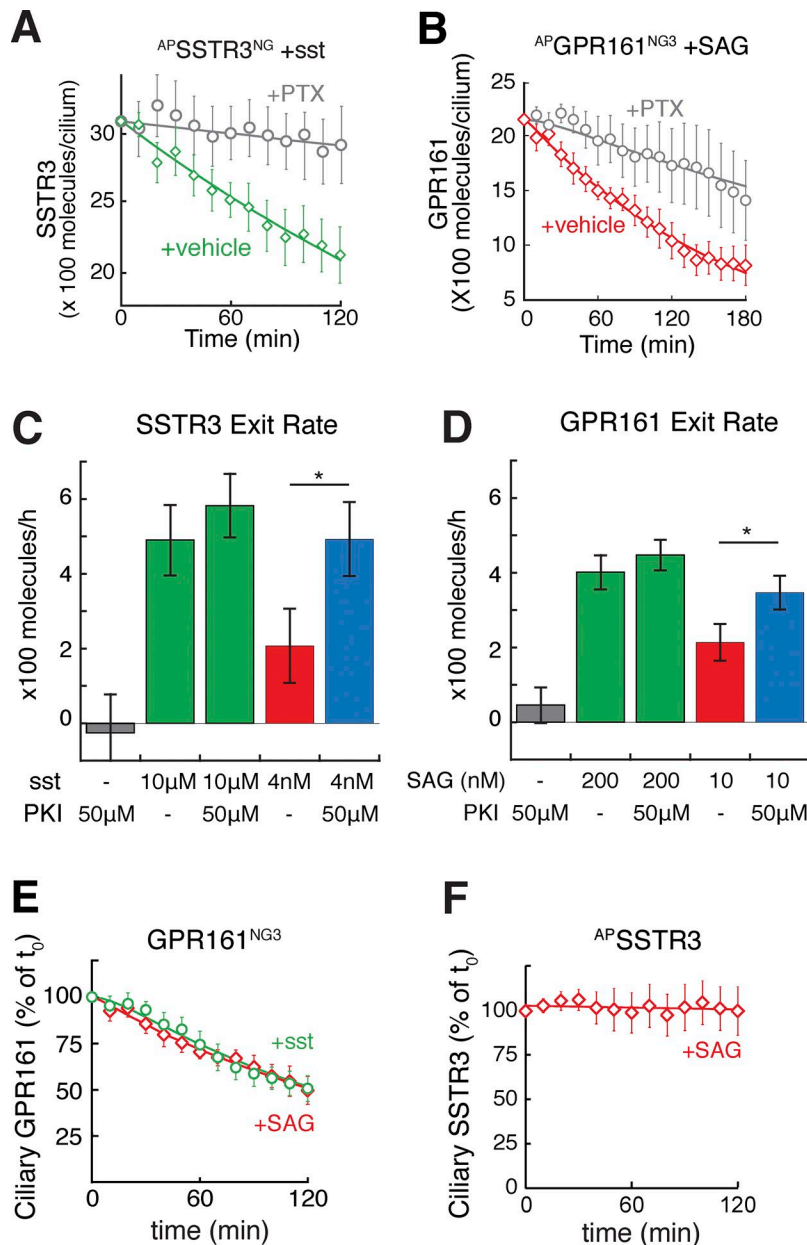 A
APSSTR3NG +sst
+PTX
+vehicle
SSTR3
(x 100 molecules/cilium)
30
25
20
0
60
120
Time (min)
B
APGPR161NG3 +SAG
+PTX
+vehicle
GPR161
(X100 molecules/cilium)
25
20
15
10
5
0
60
120
180
Time (min)
C
SSTR3 Exit Rate
x100 molecules/h
6
4
2
0
*
sst - 10µM 10µM 4nM 4nM
PKI 50µM - 50µM - 50µM
D
GPR161 Exit Rate
x100 molecules/h
6
4
2
0
*
SAG (nM) - 200 200 10 10
PKI 50µM - 50µM - 50µM
E
GPR161NG3
Ciliary GPR161 (% of t0)
100
75
50
25
+sst
+SAG
0
60
120
time (min)
F
APSSTR3
Ciliary SSTR3 (% of t0)
100
75
50
25
0
+SAG
0
60
120
time (min)